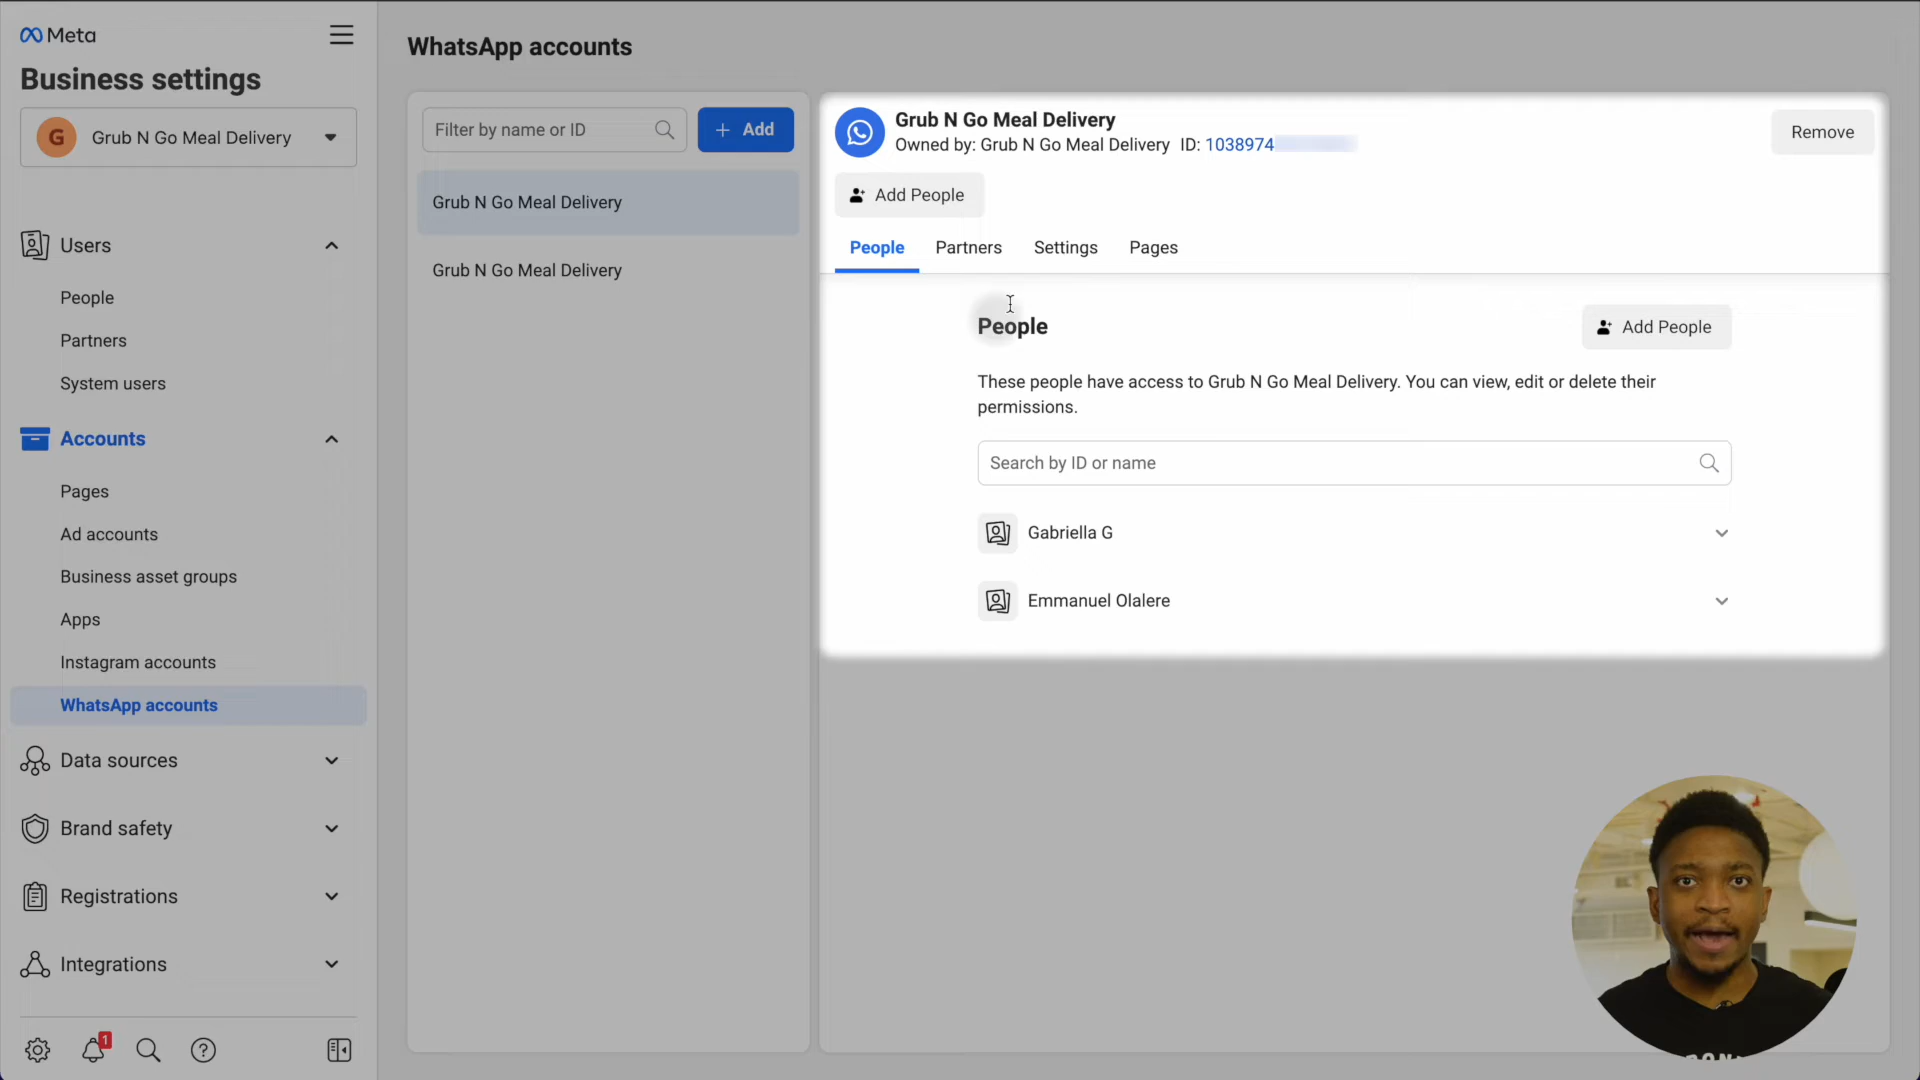 Meta
Business settings
G Grub N Go Meal Delivery
Users
People
Partners
System users
Accounts
Pages
Ad accounts
Business asset groups
Apps
Instagram accounts
WhatsApp accounts
Data sources
Brand safety
Registrations
Integrations
1
?
WhatsApp accounts
Filter by name or ID
+ Add
Grub N Go Meal Delivery
Grub N Go Meal Delivery
Grub N Go Meal Delivery
Owned by: Grub N Go Meal Delivery ID: 1038974
Remove
Add People
People Partners Settings Pages
People
Add People
These people have access to Grub N Go Meal Delivery. You can view, edit or delete their
permissions.
Search by ID or name
Gabriella G
Emmanuel Olalere